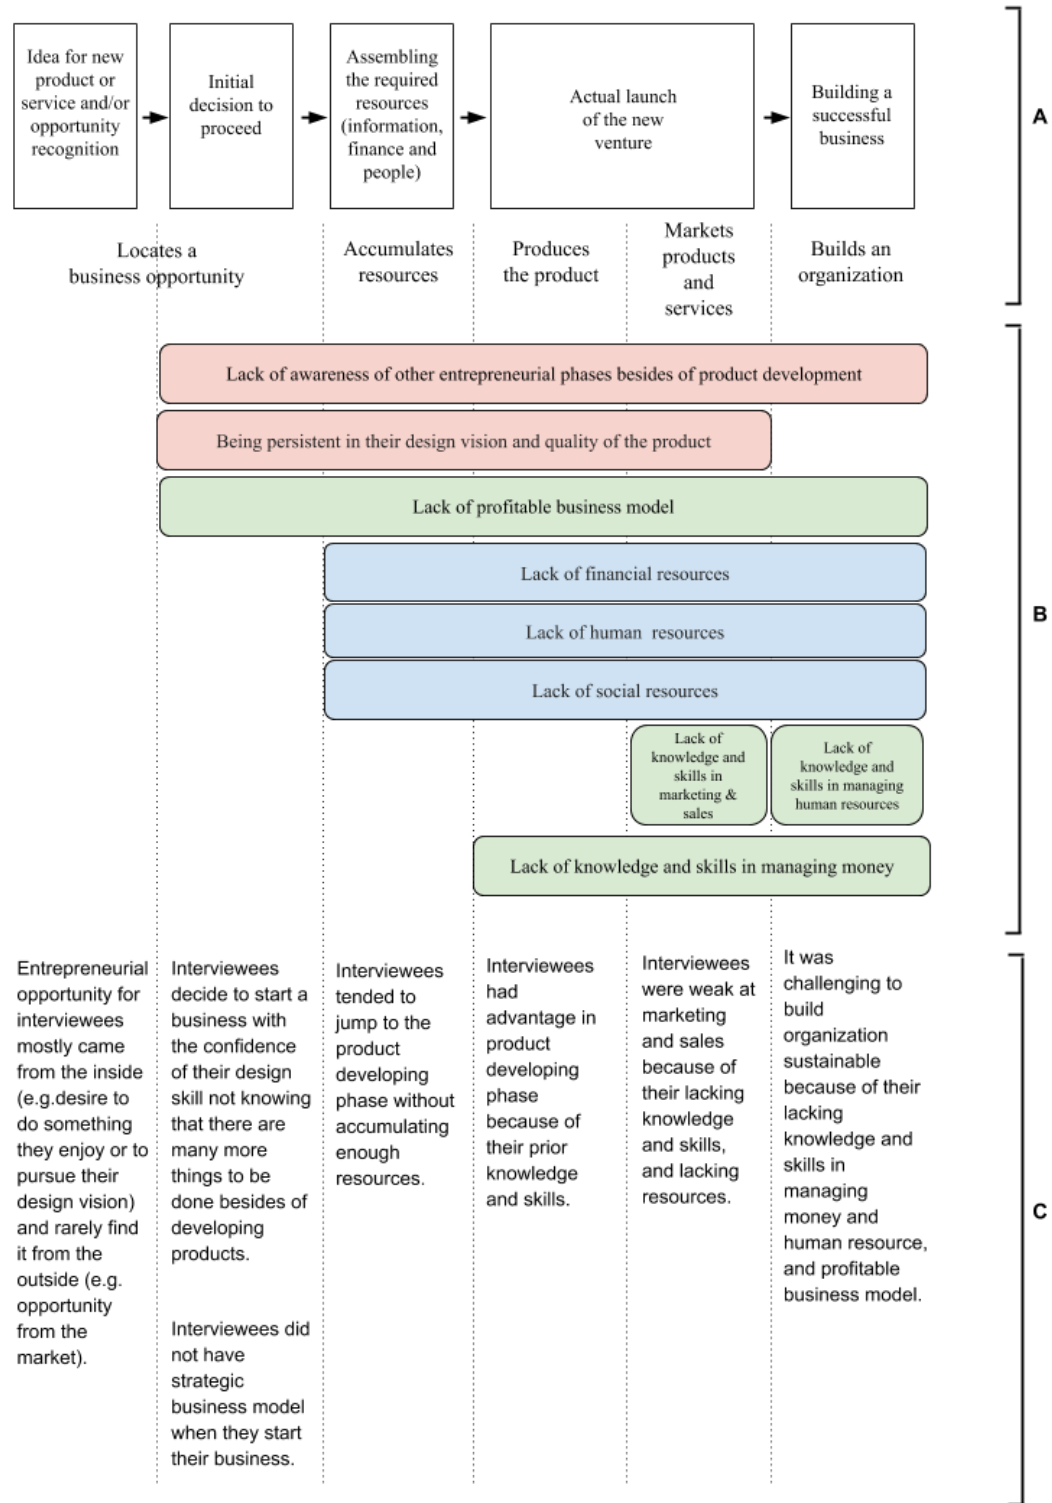 Idea for new
product or
service and/or
opportunity
recognition
Initial
decision to
proceed
Assembling
the required
resources
(information,
finance and
people)
Actual launch
of the new
venture
Building a
successful
business
A
Locates a
business opportunity
Accumulates
resources
Produces
the product
Markets
products
and
services
Builds an
organization
Lack of awareness of other entrepreneurial phases besides of product development
Being persistent in their design vision and quality of the product
Lack of profitable business model
Lack of financial resources
Lack of human resources
Lack of social resources
Lack of
knowledge and
skills in
marketing &
sales
Lack of
knowledge and
skills in managing
human resources
Lack of knowledge and skills in managing money
B
Entrepreneurial
opportunity for
interviewees
mostly came
from the inside
(e.g.desire to
do something
they enjoy or to
pursue their
design vision)
and rarely find
it from the
outside (e.g.
opportunity
from the
market).
Interviewees
decide to start a
business with
the confidence
of their design
skill not knowing
that there are
many more
things to be
done besides of
developing
products.
Interviewees did
not have
strategic
business model
when they start
their business.
Interviewees
tended to
jump to the
product
developing
phase without
accumulating
enough
resources.
Interviewees
had
advantage in
product
developing
phase
because of
their prior
knowledge
and skills.
Interviewees
were weak at
marketing
and sales
because of
their lacking
knowledge
and skills,
and lacking
resources.
It was
challenging to
build
organization
sustainable
because of their
lacking
knowledge and
skills in
managing
money and
human resource,
and profitable
business model.
C